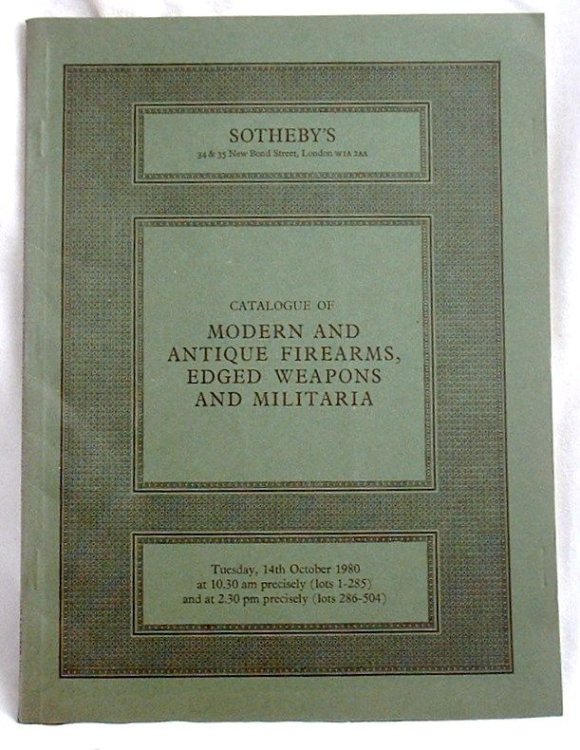 SOTHEBY'S
34 & 35 New Bond Street, London W1A 2AA
CATALOGUE OF
MODERN AND
ANTIQUE FIREARMS,
EDGED WEAPONS
AND MILITARIA
Tuesday, 14th October 1980
at 10.30 am precisely (lots 1-285)
and at 2.30 pm precisely (lots 286-504)